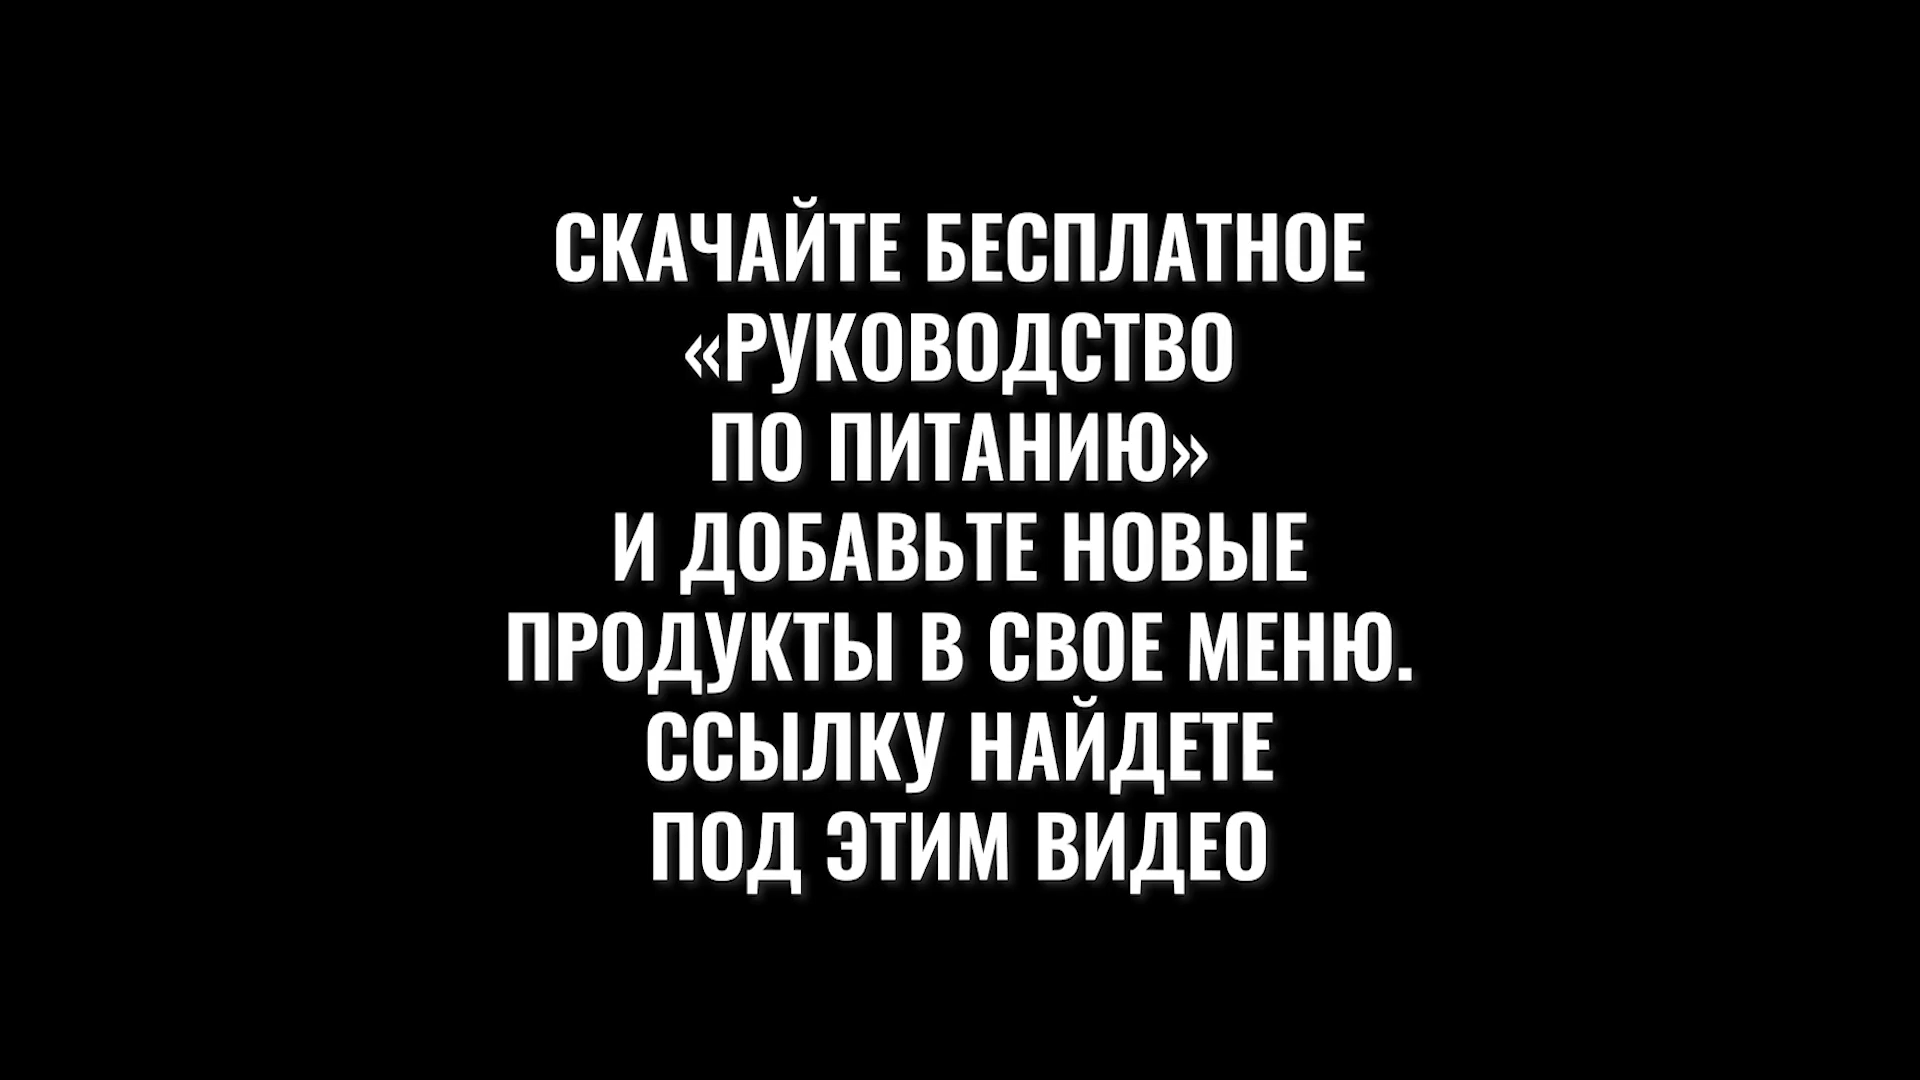 СКАЧАЙТЕ БЕСПЛАТНОЕ
«РУКОВОДСТВО
ПО ПИТАНИЮ»
И ДОБАВЬТЕ НОВЫЕ
ПРОДУКТЫ В СВОЕ МЕНЮ.
ССЫЛКУ НАЙДЕТЕ
ПОД ЭТИМ ВИДЕО